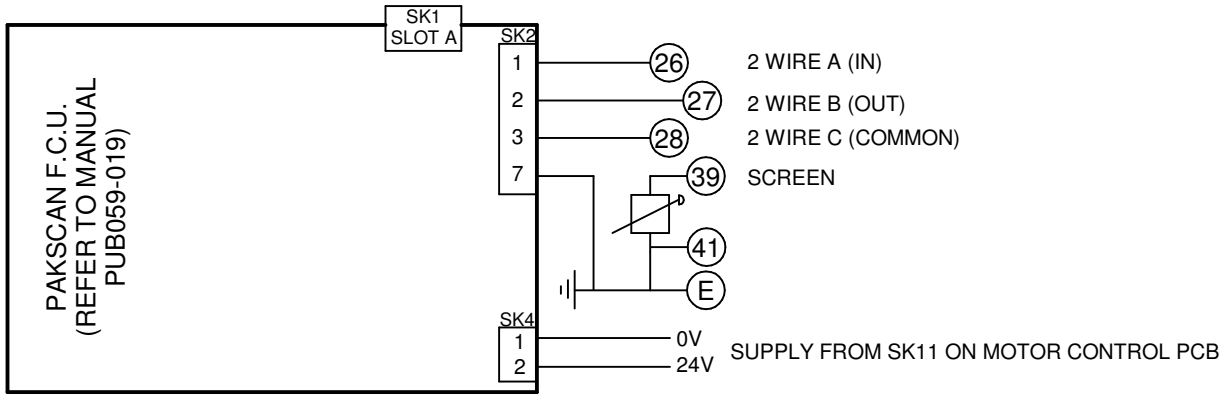 SK1
SLOT A
SK2
1
26
2 WIRE A (IN)
2
27
2 WIRE B (OUT)
3
28
2 WIRE C (COMMON)
7
39
SCREEN
41
E
PAKSCAN F.C.U.
(REFER TO MANUAL
PUB059-019)
SK4
1
0V
2
24V
SUPPLY FROM SK11 ON MOTOR CONTROL PCB